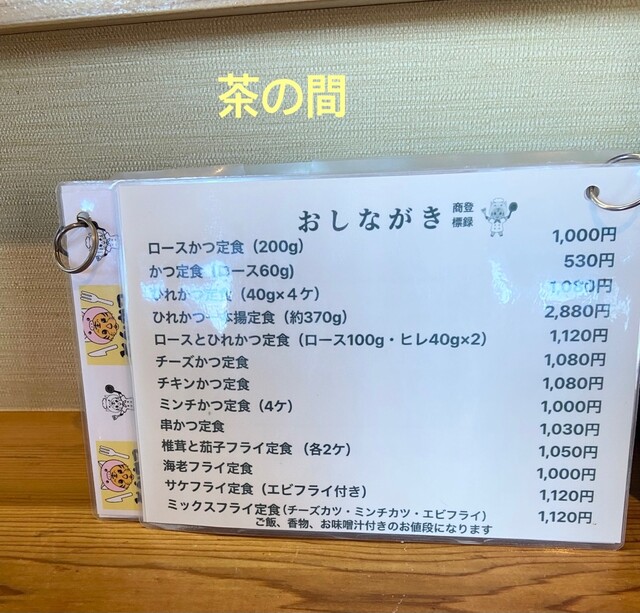 茶の間
おしながき 商登
標録
ロースかつ定食（200g） 1,000円
かつ定食（ロース60g） 530円
ひれかつ定食（40g×4ケ） 1,080円
ひれかつ一本揚定食（約370g） 2,880円
ロースとひれかつ定食（ロース100g・ヒレ40g×2） 1,120円
チーズかつ定食 1,080円
チキンかつ定食 1,080円
ミンチかつ定食（4ケ） 1,000円
串かつ定食 1,030円
椎茸と茄子フライ定食（各2ケ） 1,050円
海老フライ定食 1,000円
サケフライ定食（エビフライ付き） 1,120円
ミックスフライ定食（チーズカツ・ミンチカツ・エビフライ） 1,120円
ご飯、香物、お味噌汁付きのお値段になります